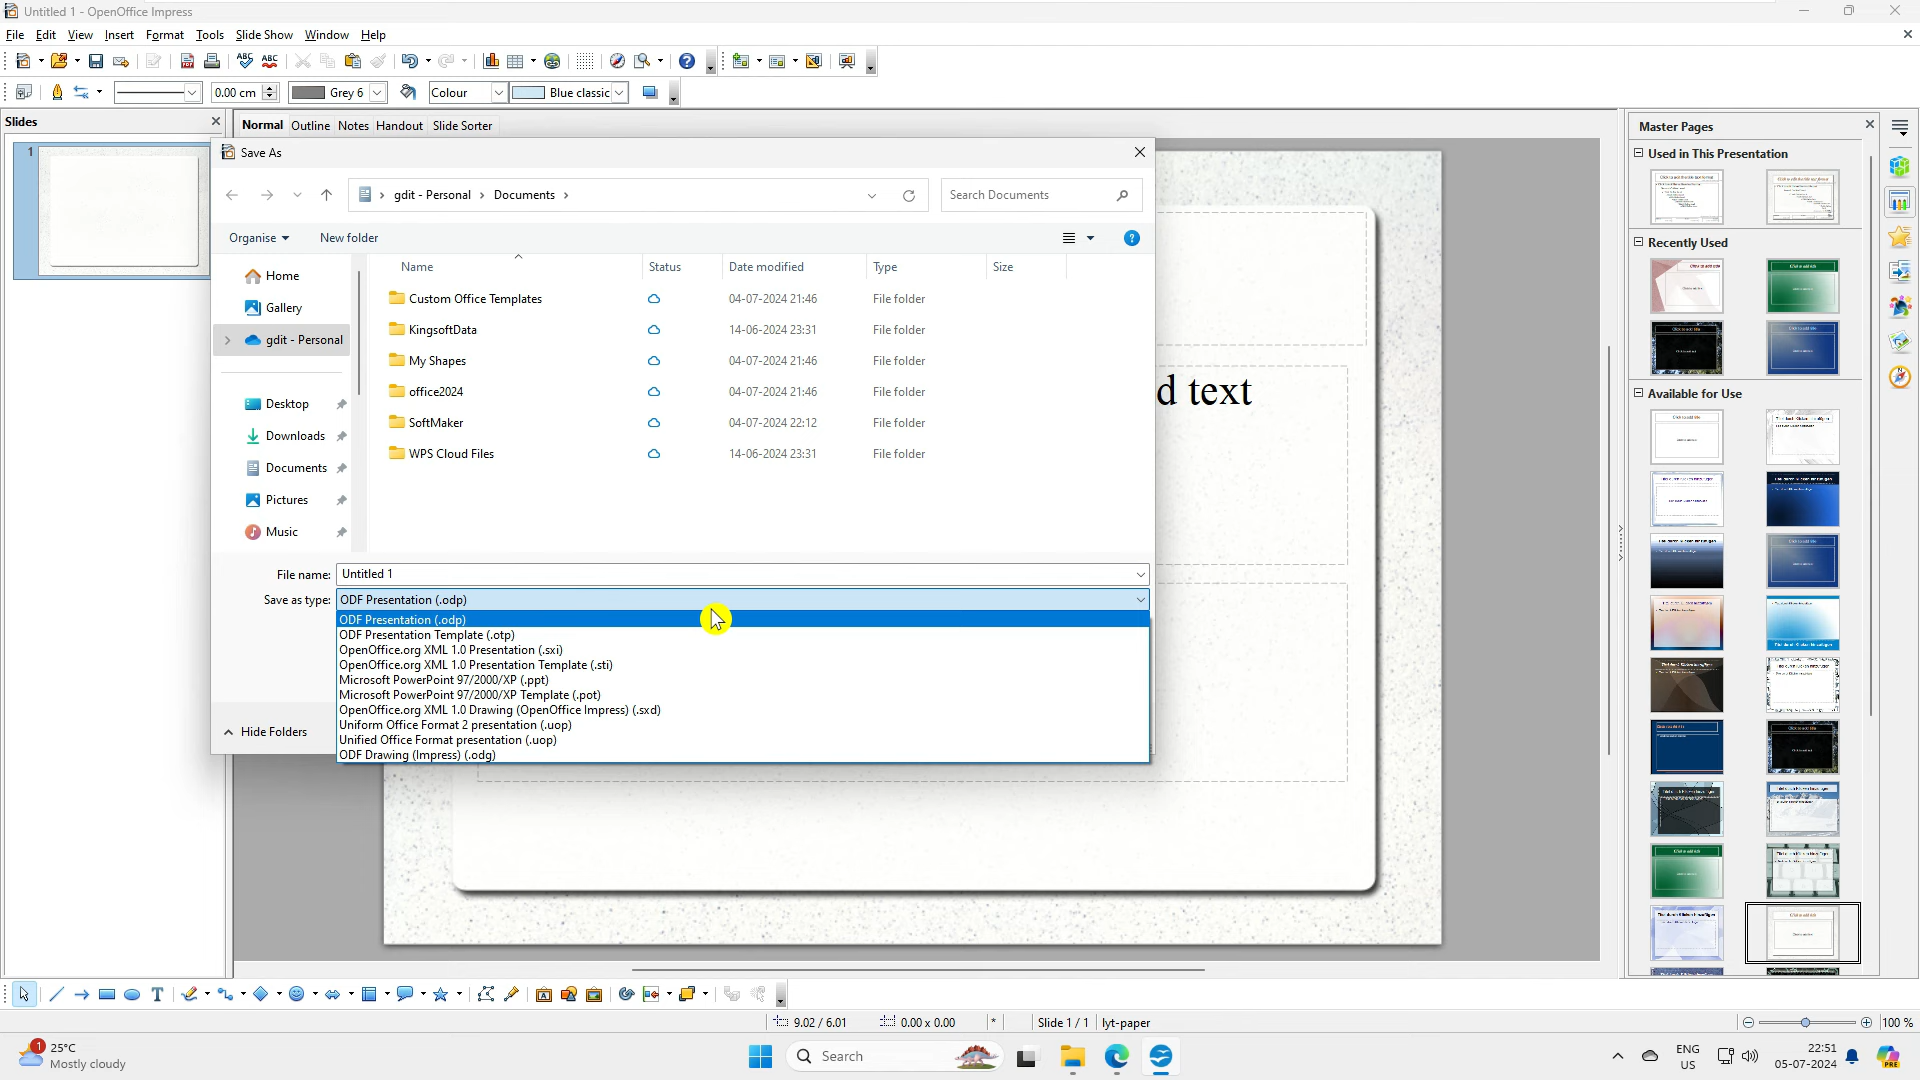 Untitled 1 - OpenOffice Impress
File Edit View Insert Format Tools Slide Show Window Help
0.00 cm Grey 6 Colour Blue classic
Slides
Normal Outline Notes Handout Slide Sorter
Master Pages
1
Save As
Used in This Presentation
gdit - Personal Documents
Search Documents
Organise New folder
Recently Used
Name Status Date modified Type Size
Home
Gallery
gdit - Personal
Desktop
Downloads
Documents
Pictures
Music
Custom Office Templates 04-07-2024 21:46 File folder
KingsoftData 14-06-2024 23:31 File folder
My Shapes 04-07-2024 21:46 File folder
office2024 04-07-2024 21:46 File folder
SoftMaker 04-07-2024 22:12 File folder
WPS Cloud Files 14-06-2024 23:31 File folder
d text
Available for Use
File name: Untitled 1
Save as type: ODF Presentation (.odp)
ODF Presentation (.odp)
ODF Presentation Template (.otp)
OpenOffice.org XML 1.0 Presentation (.sxi)
OpenOffice.org XML 1.0 Presentation Template (.sti)
Microsoft PowerPoint 97/2000/XP (.ppt)
Microsoft PowerPoint 97/2000/XP Template (.pot)
OpenOffice.org XML 1.0 Drawing (OpenOffice Impress) (.sxd)
Uniform Office Format 2 presentation (.uop)
Unified Office Format presentation (.uop)
ODF Drawing (Impress) (.odg)
Hide Folders
9.02 / 6.01 0.00 x 0.00 * Slide 1 / 1 lyt-paper 100 %
1
25°C
Mostly cloudy
Search
ENG
US
22:51
05-07-2024
PRE